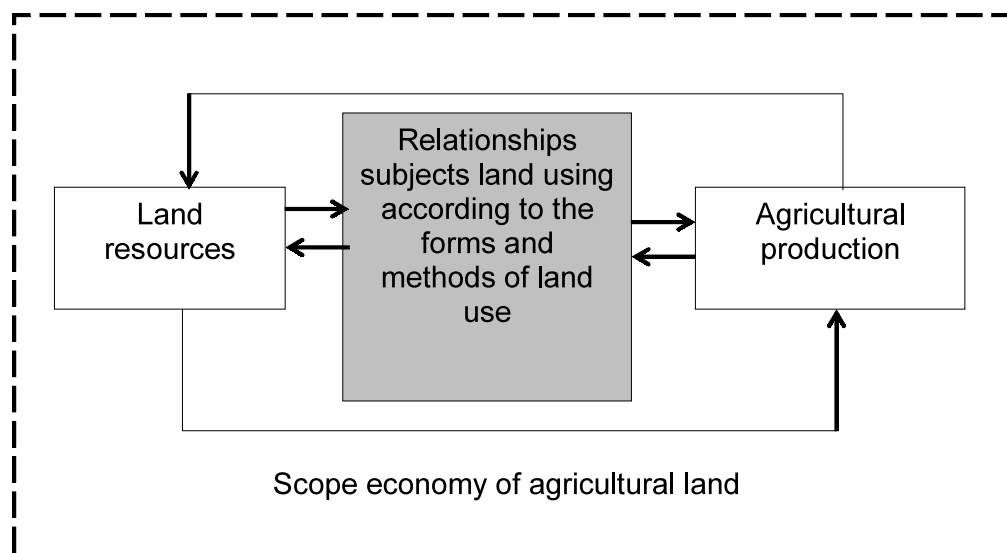 Relationships
subjects land using
according to the
forms and
methods of land
use
Land
resources
Agricultural
production
Scope economy of agricultural land